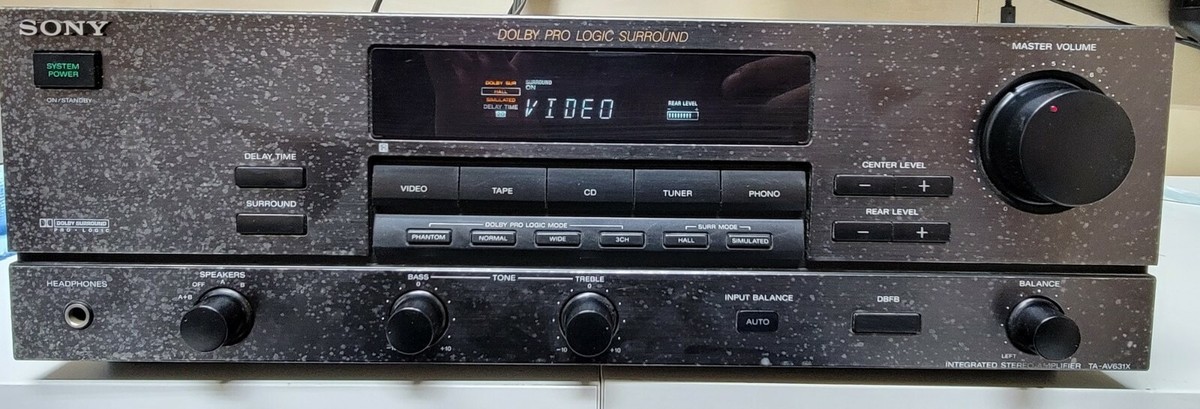 SONY
DOLBY PRO LOGIC SURROUND
MASTER VOLUME
SYSTEM
POWER
ON/STANDBY
DOLBY SUR
SURROUND
ON
HALL
SIMULATED
DELAY TIME
VIDEO
REAR LEVEL
DELAY TIME
SURROUND
VIDEO
TAPE
CD
TUNER
PHONO
CENTER LEVEL
− +
REAR LEVEL
− +
DOLBY SURROUND
PRO·LOGIC
DOLBY PRO LOGIC MODE
SURR MODE
PHANTOM
NORMAL
WIDE
3CH
HALL
SIMULATED
HEADPHONES
SPEAKERS
OFF
A+B
B
BASS
TONE
TREBLE
0
0
+10
-10
+10
INPUT BALANCE
AUTO
DBFB
BALANCE
LEFT
INTEGRATED STEREO AMPLIFIER TA-AV631X